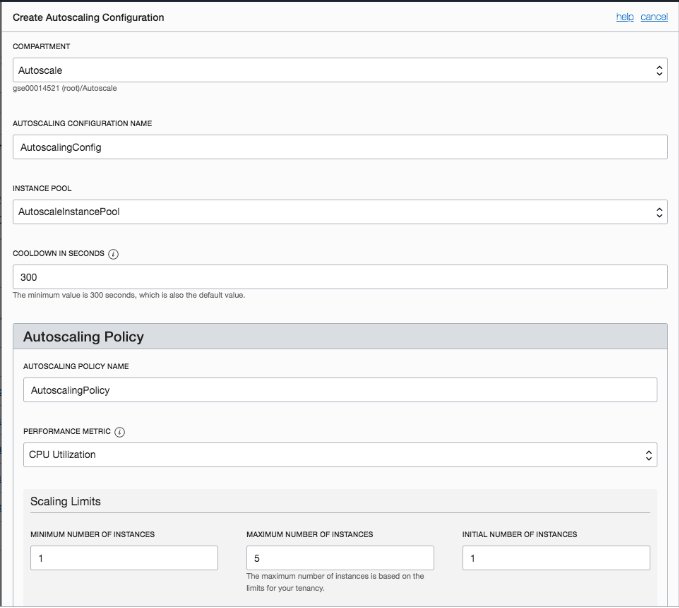 Create Autoscaling Configuration
help cancel
COMPARTMENT
Autoscale
gse00014521 (root)/Autoscale
AUTOSCALING CONFIGURATION NAME
AutoscalingConfig
INSTANCE POOL
AutoscaleInstancePool
COOLDOWN IN SECONDS i
300
The minimum value is 300 seconds, which is also the default value.
Autoscaling Policy
AUTOSCALING POLICY NAME
AutoscalingPolicy
PERFORMANCE METRIC i
CPU Utilization
Scaling Limits
MINIMUM NUMBER OF INSTANCES
1
MAXIMUM NUMBER OF INSTANCES
5
The maximum number of instances is based on the
limits for your tenancy.
INITIAL NUMBER OF INSTANCES
1